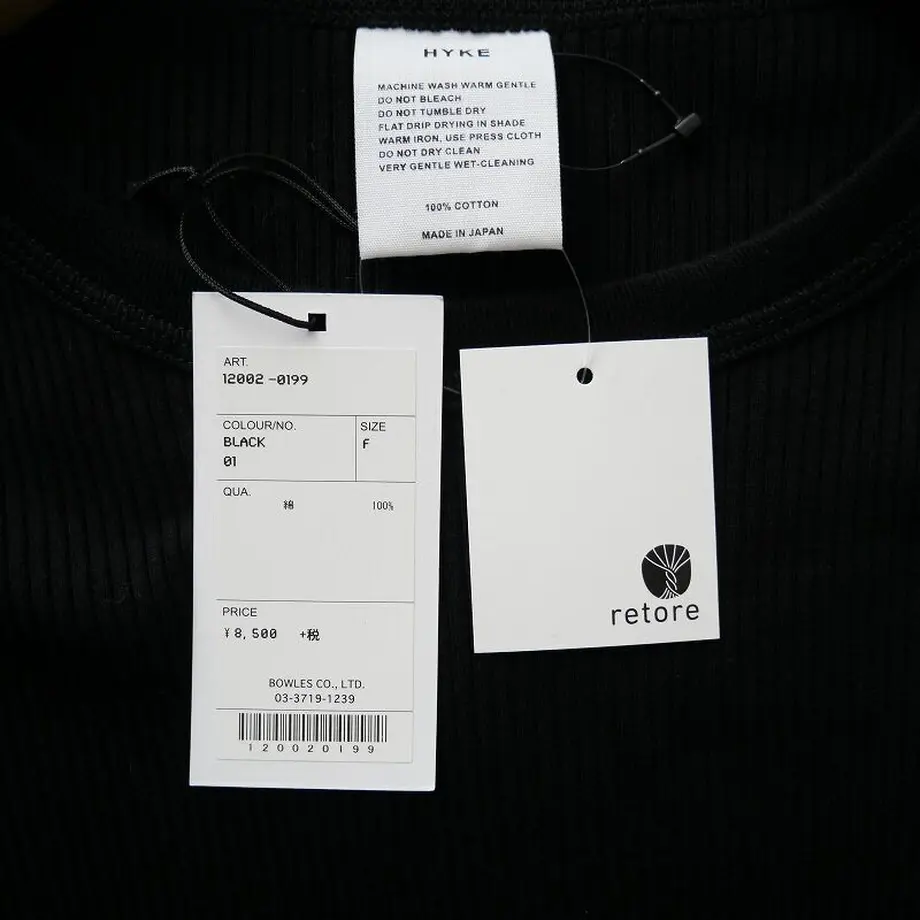 HYKE
MACHINE WASH WARM GENTLE
DO NOT BLEACH
DO NOT TUMBLE DRY
FLAT DRIP DRYING IN SHADE
WARM IRON, USE PRESS CLOTH
DO NOT DRY CLEAN
VERY GENTLE WET-CLEANING
100% COTTON
MADE IN JAPAN
ART.
12002 -0199
COLOUR/NO.
BLACK
01
SIZE
F
QUA.
綿 100%
PRICE
¥8,500 +税
BOWLES CO., LTD.
03-3719-1239
120020199
retore